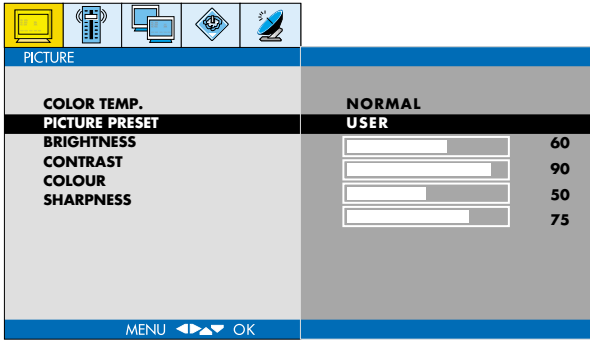 PICTURE
COLOR TEMP. NORMAL
PICTURE PRESET USER
BRIGHTNESS 60
CONTRAST 90
COLOUR 50
SHARPNESS 75
MENU ◀▶▲▼ OK